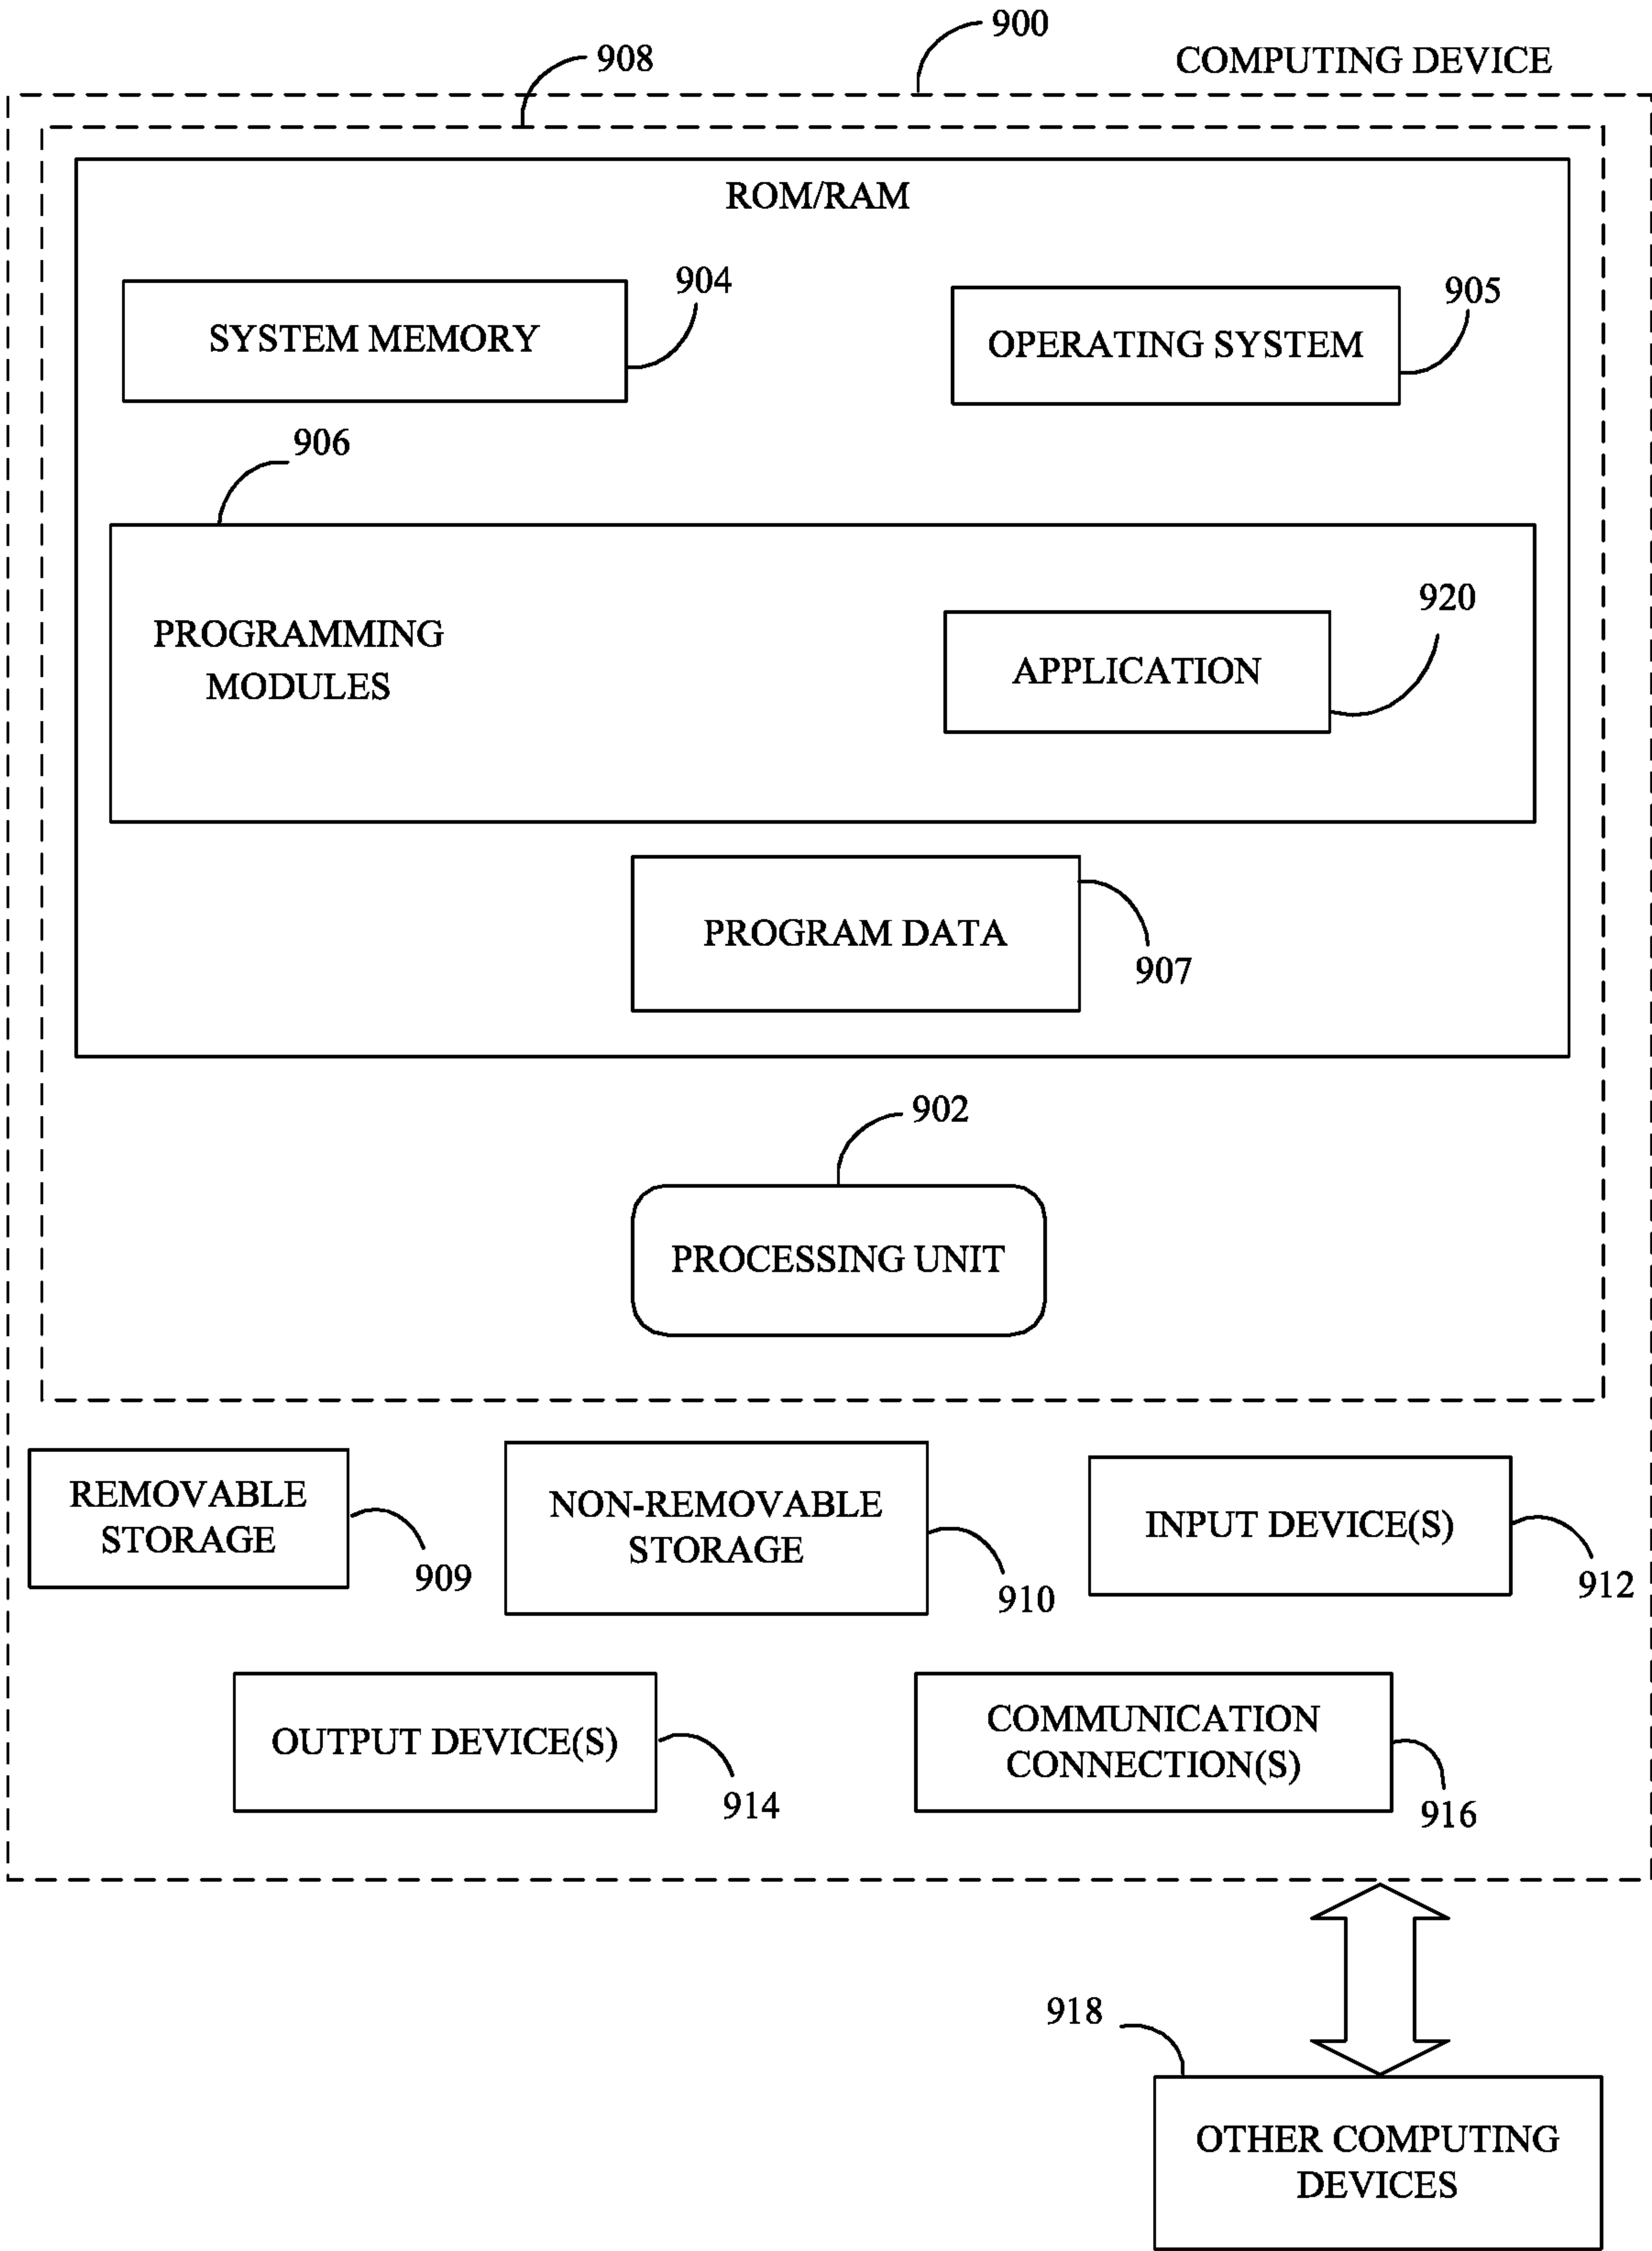 900
908
COMPUTING DEVICE
ROM/RAM
904
905
SYSTEM MEMORY
OPERATING SYSTEM
906
920
PROGRAMMING
MODULES
APPLICATION
PROGRAM DATA
907
902
PROCESSING UNIT
REMOVABLE
STORAGE
909
NON-REMOVABLE
STORAGE
910
INPUT DEVICE(S)
912
OUTPUT DEVICE(S)
914
COMMUNICATION
CONNECTION(S)
916
918
OTHER COMPUTING
DEVICES